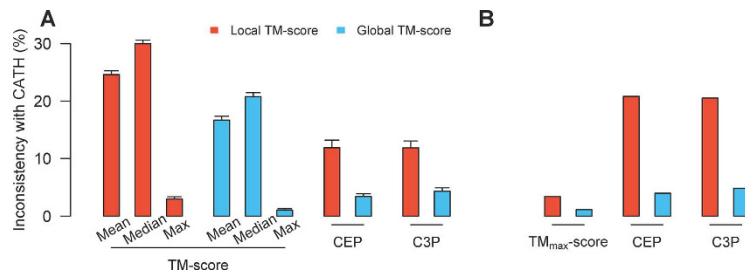 A
B
Local TM-score Global TM-score
Inconsistency with CATH (%)
30
20
10
0
Mean Median Max Mean Median Max
TM-score
CEP C3P
TMmax-score CEP C3P